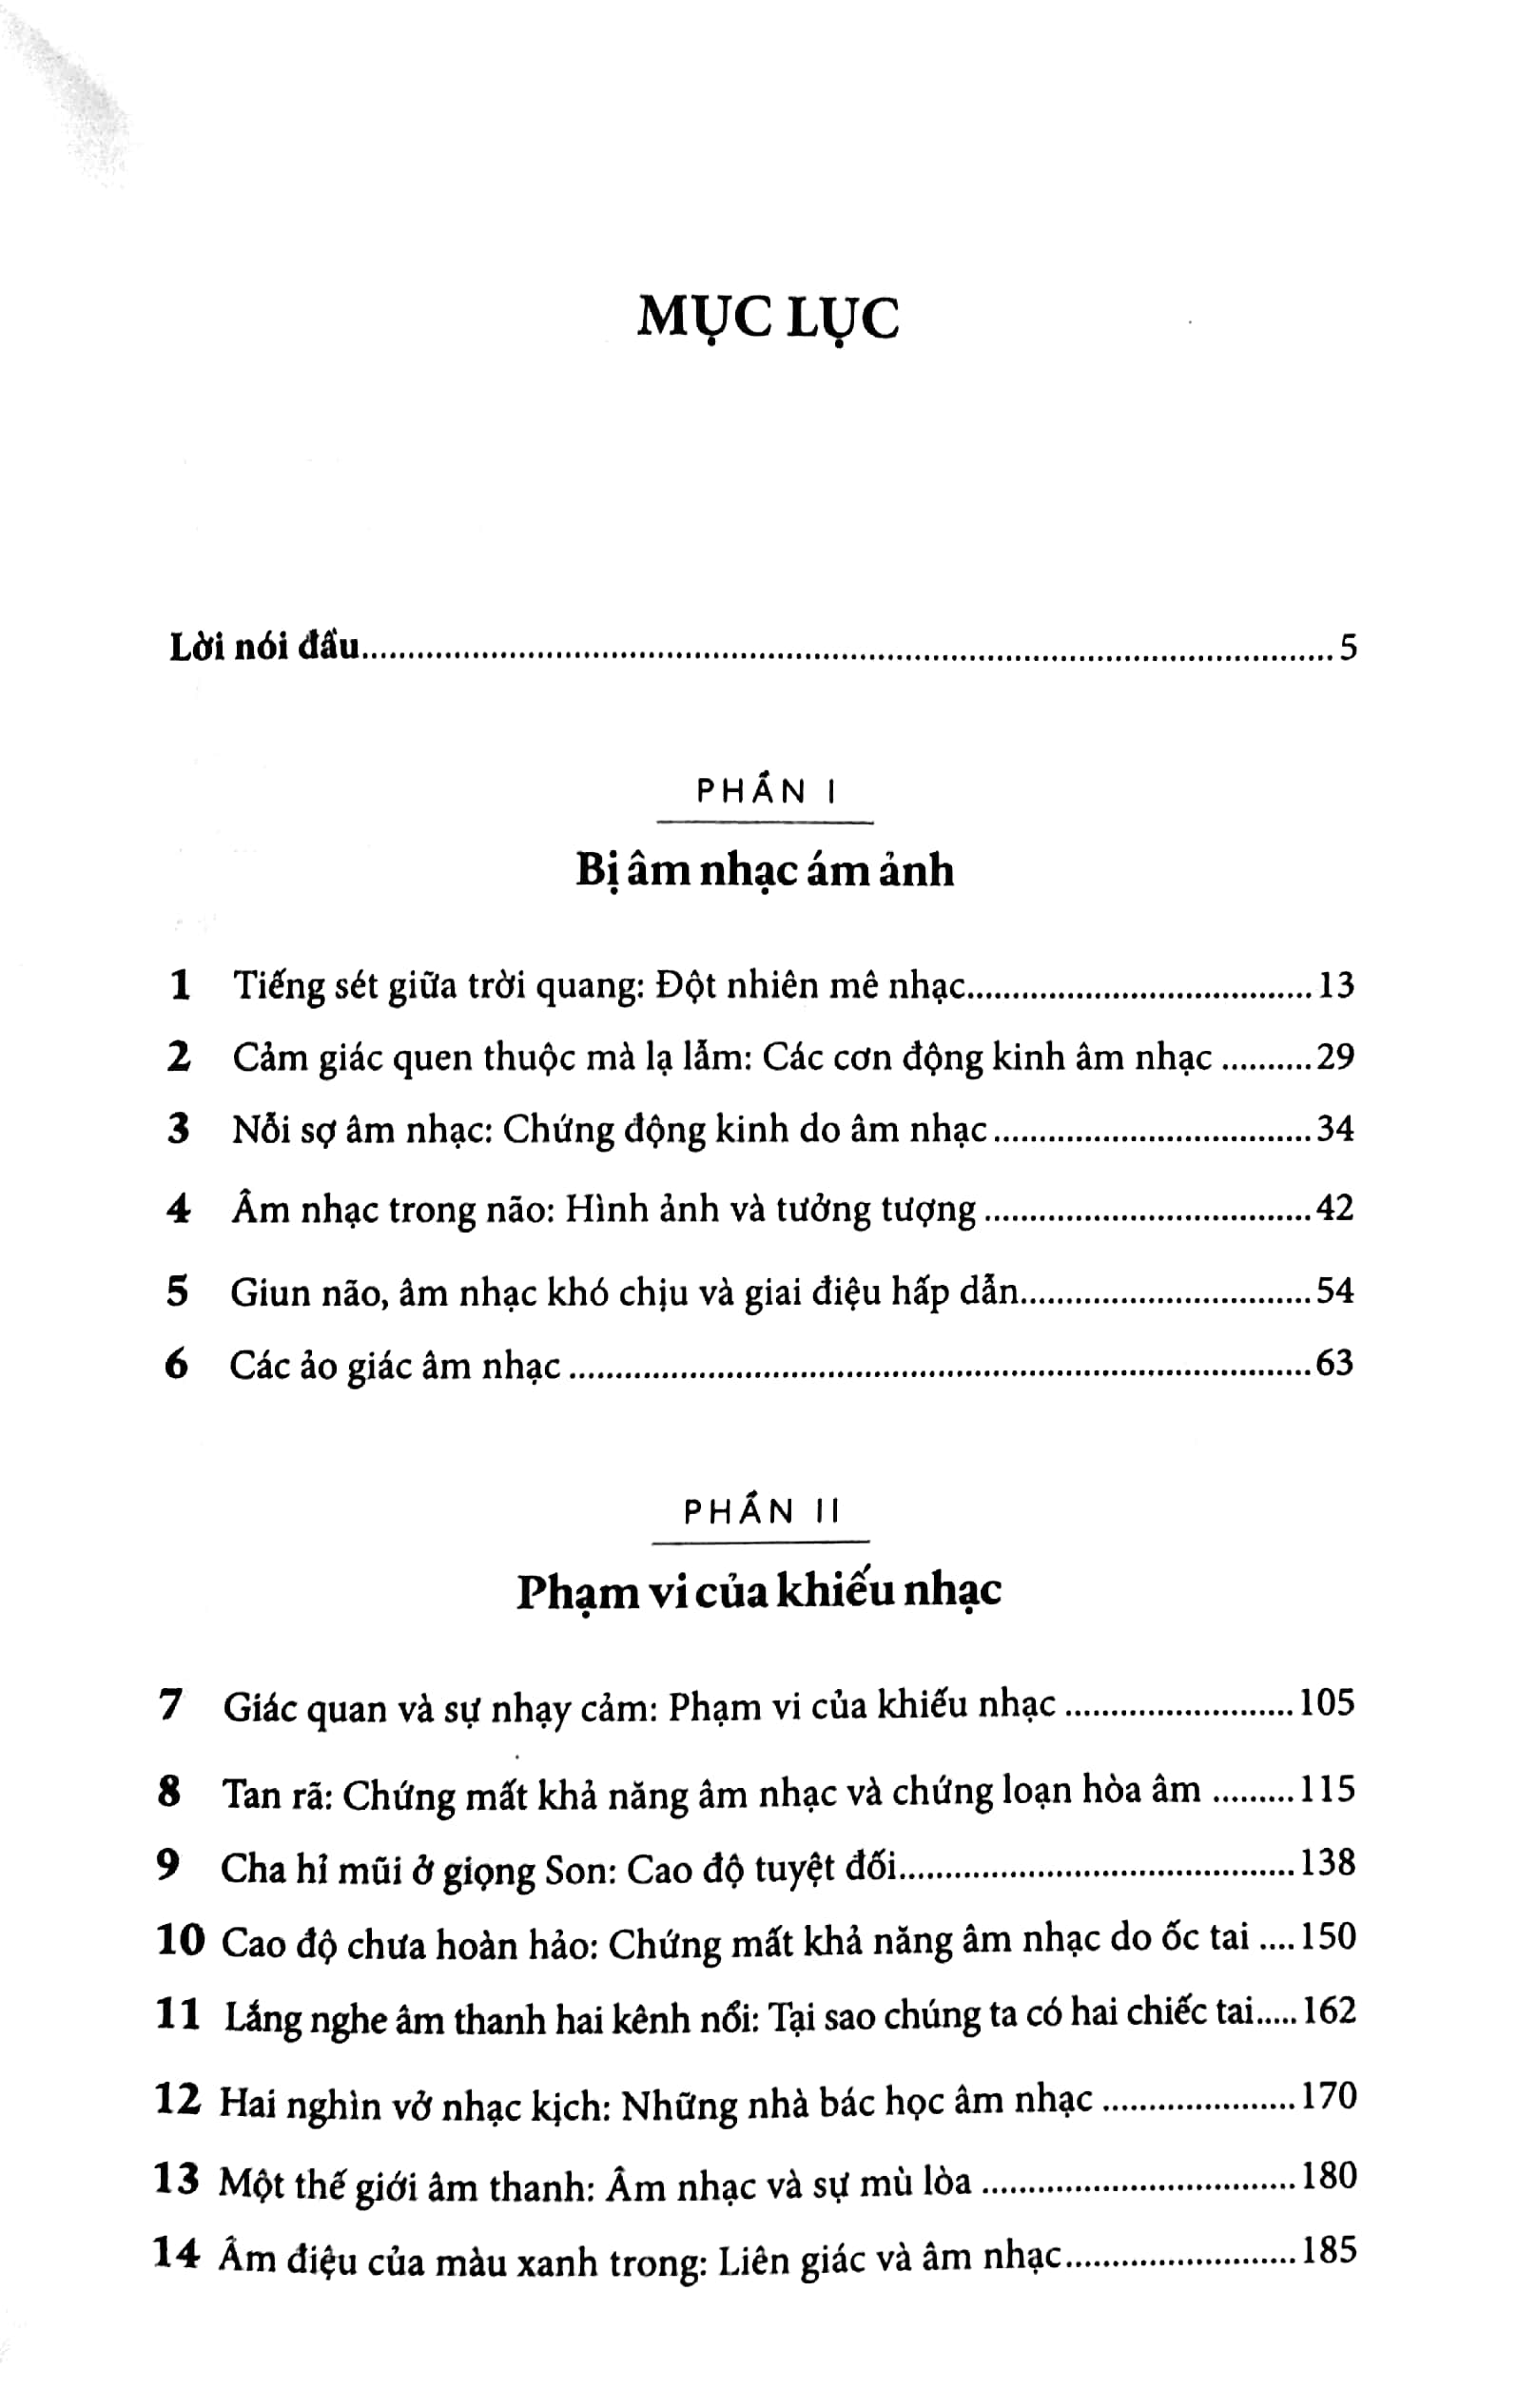 MỤC LỤC
Lời nói đầu.......... 5
PHẦN I
Bị âm nhạc ám ảnh
1 Tiếng sét giữa trời quang: Đột nhiên mê nhạc.......... 13
2 Cảm giác quen thuộc mà lạ lẫm: Các cơn động kinh âm nhạc .......... 29
3 Nỗi sợ âm nhạc: Chứng động kinh do âm nhạc .......... 34
4 Âm nhạc trong não: Hình ảnh và tưởng tượng .......... 42
5 Giun não, âm nhạc khó chịu và giai điệu hấp dẫn.......... 54
6 Các ảo giác âm nhạc .......... 63
PHẦN II
Phạm vi của khiếu nhạc
7 Giác quan và sự nhạy cảm: Phạm vi của khiếu nhạc .......... 105
8 Tan rã: Chứng mất khả năng âm nhạc và chứng loạn hòa âm ......... 115
9 Cha hỉ mũi ở giọng Son: Cao độ tuyệt đối.......... 138
10 Cao độ chưa hoàn hảo: Chứng mất khả năng âm nhạc do ốc tai .... 150
11 Lắng nghe âm thanh hai kênh nổi: Tại sao chúng ta có hai chiếc tai..... 162
12 Hai nghìn vở nhạc kịch: Những nhà bác học âm nhạc .......... 170
13 Một thế giới âm thanh: Âm nhạc và sự mù lòa .......... 180
14 Âm điệu của màu xanh trong: Liên giác và âm nhạc.......... 185